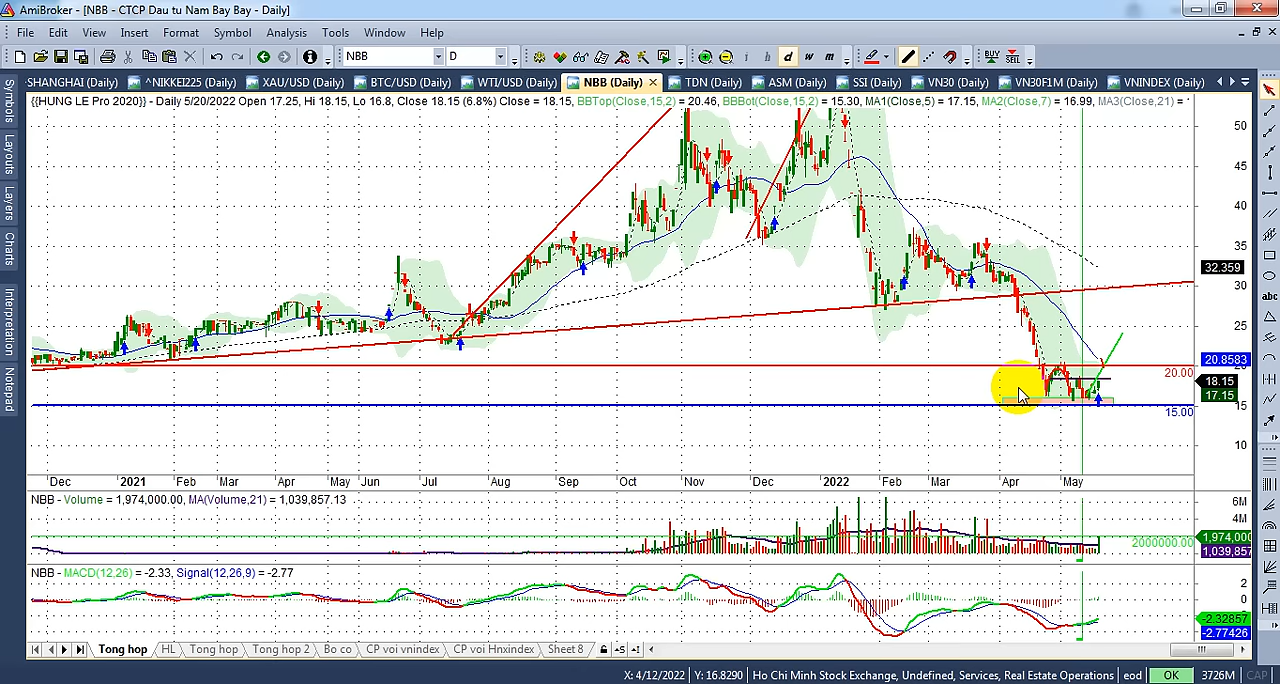 AmiBroker - [NBB - CTCP Dau tu Nam Bay Bay - Daily]
File Edit View Insert Format Symbol Analysis Tools Window Help
NBB D i h d w m BUY SELL
-SHANGHAI (Daily) ^NIKKEI225 (Daily) XAU/USD (Daily) BTC/USD (Daily) WTI/USD (Daily) NBB (Daily) TDN (Daily) ASM (Daily) SSI (Daily) VN30 (Daily) VN30F1M (Daily) VNINDEX (Daily)
Symbols
Layouts
Layers
Charts
Interpretation
Notepad
{{HUNG LE Pro 2020}} - Daily 5/20/2022 Open 17.25, Hi 18.15, Lo 16.8, Close 18.15 (6.8%) Close = 18.15, BBTop(Close,15,2) = 20.46, BBBot(Close,15,2) = 15.30, MA1(Close,5) = 17.15, MA2(Close,7) = 16.99, MA3(Close,21) =
50
45
40
35
32.359
30
25
20.8583
20.00
18.15
17.15
15
15.00
10
abc
Dec 2021 Feb Mar Apr May Jun Jul Aug Sep Oct Nov Dec 2022 Feb Mar Apr May
NBB - Volume = 1,974,000.00, MA(Volume,21) = 1,039,857.13
6M
4M
2000000.00
1,974,000
1,039,857
NBB - MACD(12,26) = -2.33, Signal(12,26,9) = -2.77
2
0
-2.32857
-2.77426
Tong hop HL Tong hop Tong hop 2 Bo co CP voi vnindex CP voi Hnxindex Sheet 8
X: 4/12/2022 Y: 16.8290 Ho Chi Minh Stock Exchange, Undefined, Services, Real Estate Operations eod OK 3726M CAP